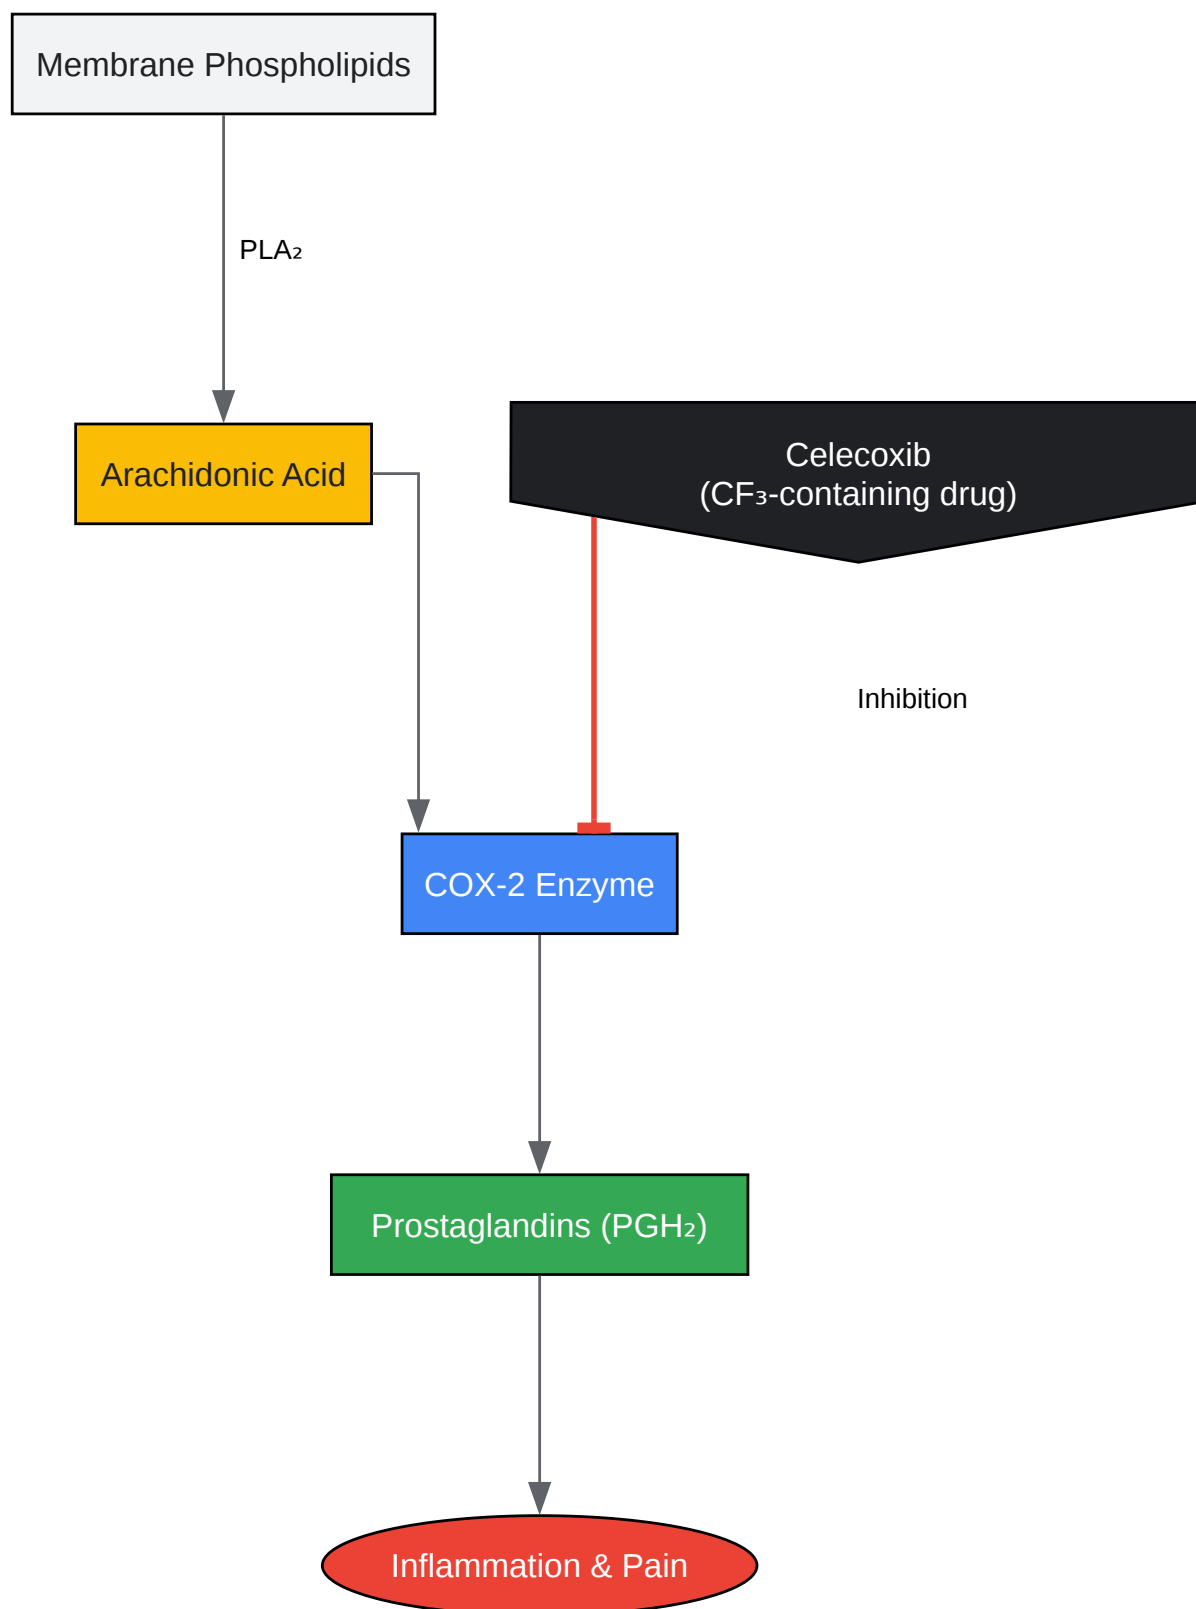 Membrane Phospholipids
PLA₂
Arachidonic Acid
Celecoxib
(CF₃-containing drug)
Inhibition
COX-2 Enzyme
Prostaglandins (PGH₂)
Inflammation & Pain